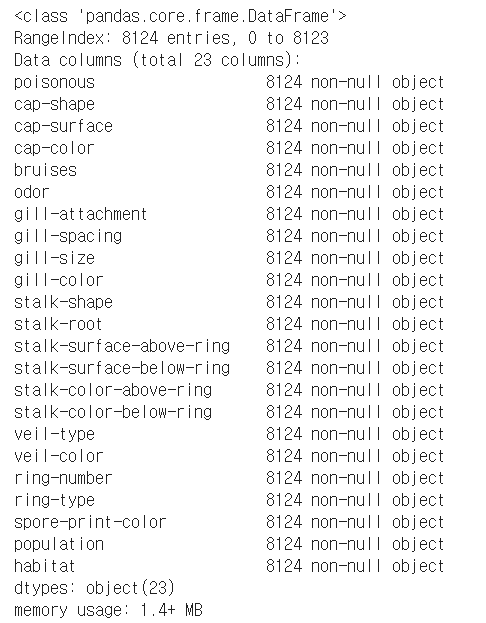 <class 'pandas.core.frame.DataFrame'>
RangeIndex: 8124 entries, 0 to 8123
Data columns (total 23 columns):
poisonous 8124 non-null object
cap-shape 8124 non-null object
cap-surface 8124 non-null object
cap-color 8124 non-null object
bruises 8124 non-null object
odor 8124 non-null object
gill-attachment 8124 non-null object
gill-spacing 8124 non-null object
gill-size 8124 non-null object
gill-color 8124 non-null object
stalk-shape 8124 non-null object
stalk-root 8124 non-null object
stalk-surface-above-ring 8124 non-null object
stalk-surface-below-ring 8124 non-null object
stalk-color-above-ring 8124 non-null object
stalk-color-below-ring 8124 non-null object
veil-type 8124 non-null object
veil-color 8124 non-null object
ring-number 8124 non-null object
ring-type 8124 non-null object
spore-print-color 8124 non-null object
population 8124 non-null object
habitat 8124 non-null object
dtypes: object(23)
memory usage: 1.4+ MB